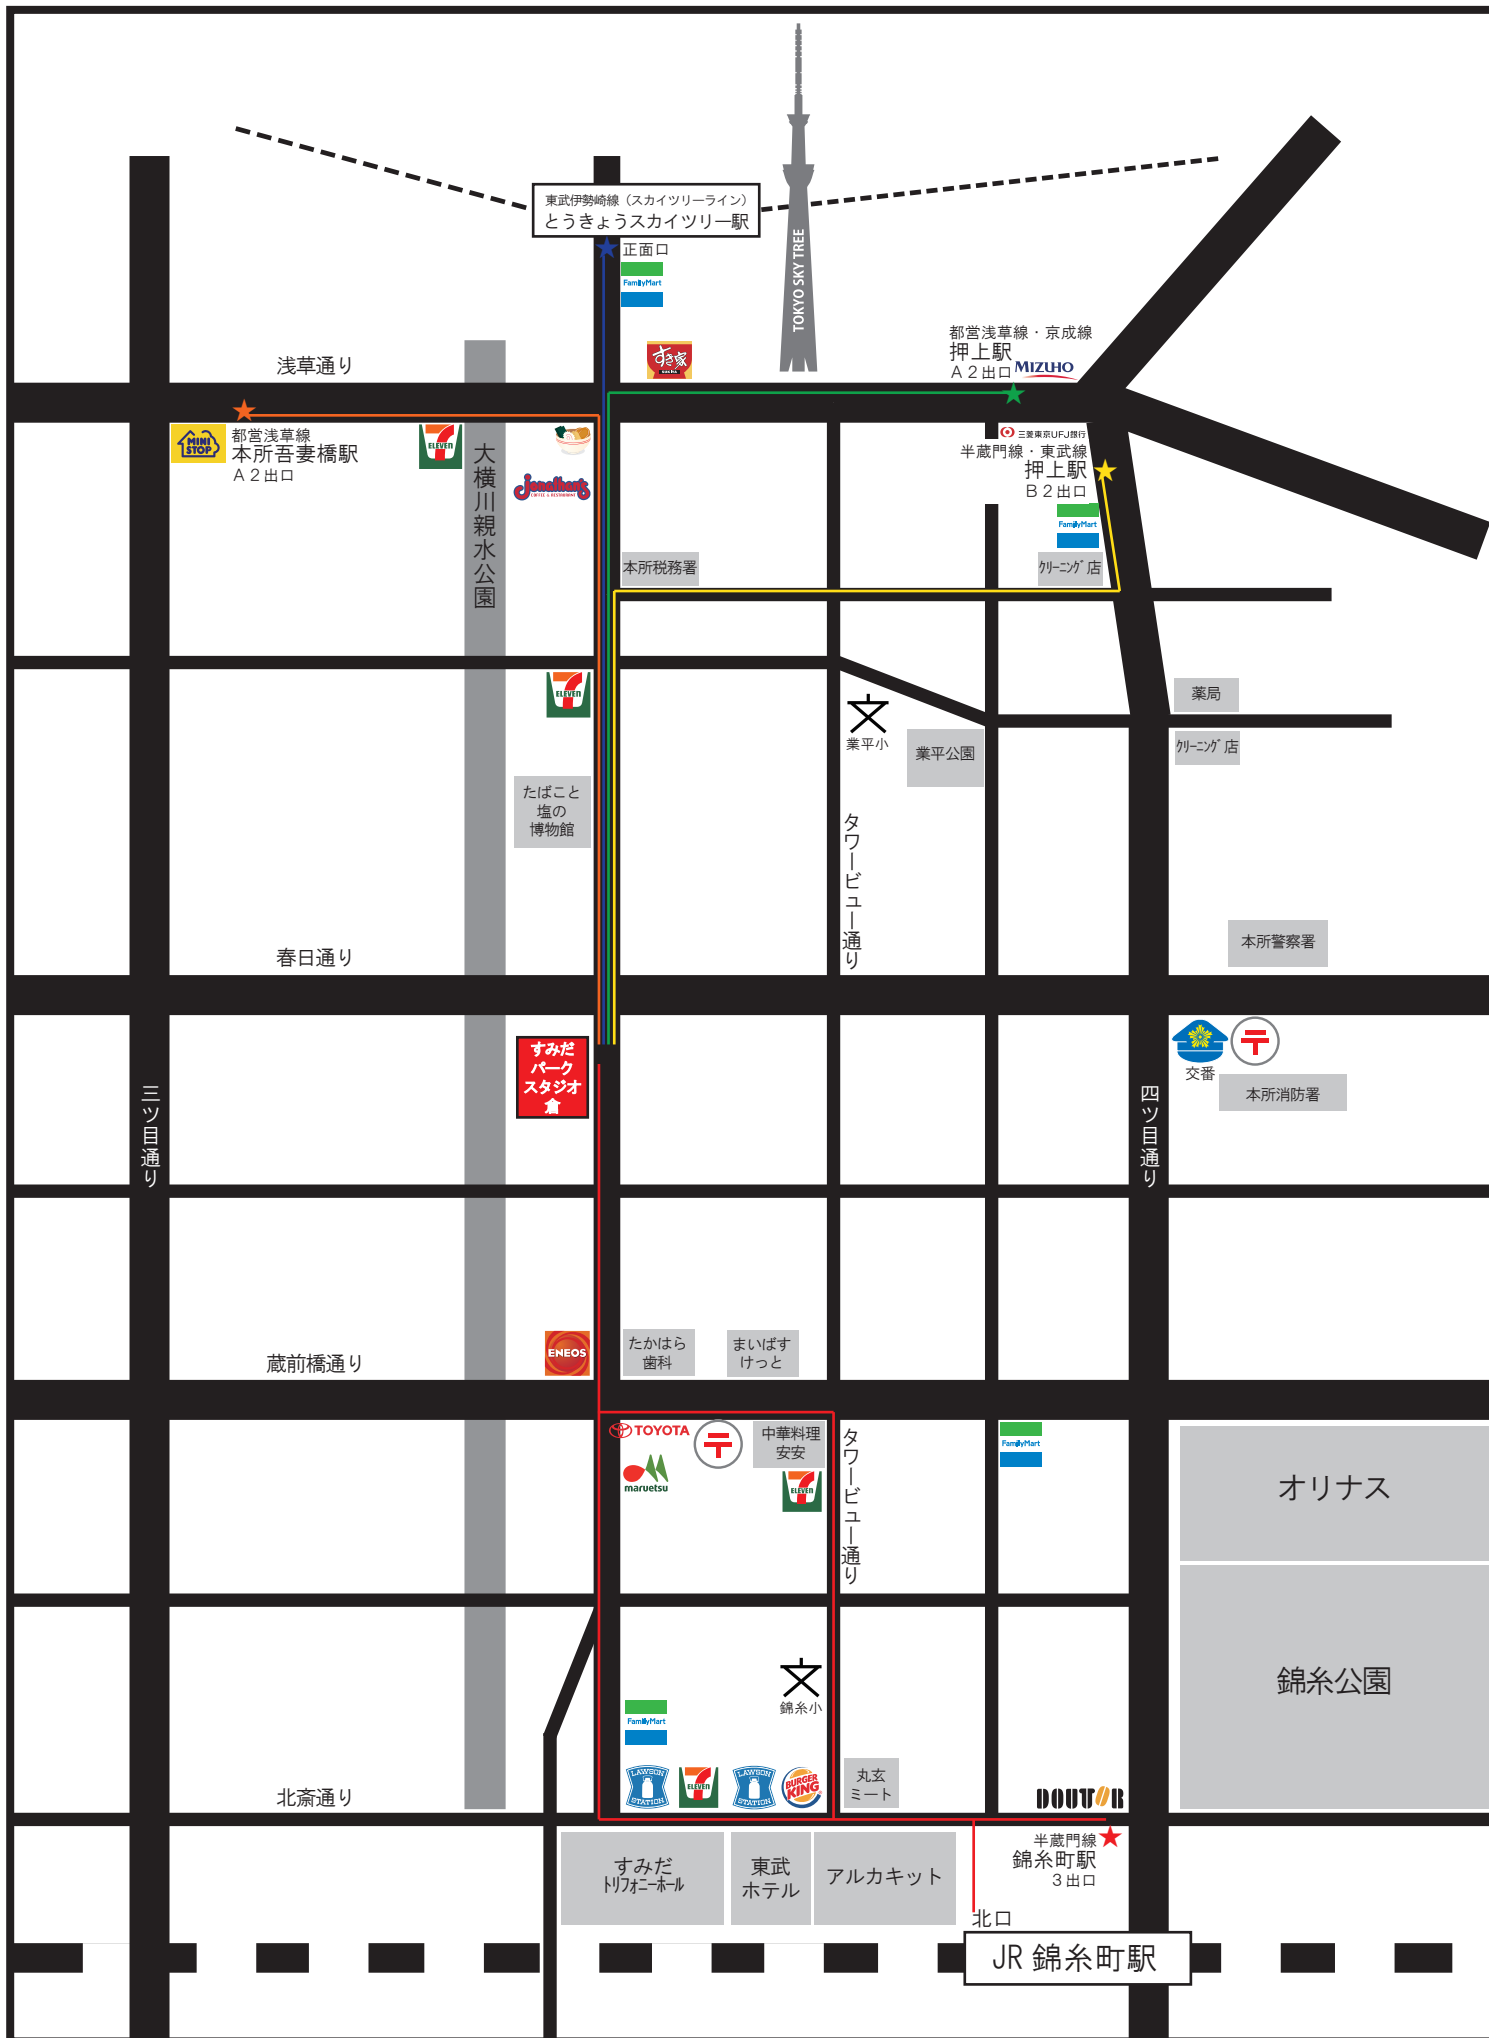 東武伊勢崎線（スカイツリーライン）
とうきょうスカイツリー駅
正面口
FamilyMart
TOKYO SKY TREE
すき家
SUKIYA
都営浅草線・京成線
押上駅
A2出口
MIZUHO
浅草通り
MINI
STOP
都営浅草線
本所吾妻橋駅
A2出口
ELEVEn
大横川親水公園
jonathan's
COFFEE & RESTAURANT
三菱東京UFJ銀行
半蔵門線・東武線
押上駅
B2出口
FamilyMart
本所税務署
ｸﾘｰﾆﾝｸﾞ店
ELEVEn
業平小
業平公園
薬局
ｸﾘｰﾆﾝｸﾞ店
たばこと
塩の
博物館
タワービュー通り
本所警察署
春日通り
すみだ
パーク
スタジオ
倉
交番
本所消防署
三ツ目通り
四ツ目通り
ENEOS
たかはら
歯科
まいばす
けっと
蔵前橋通り
TOYOTA
maruetsu
中華料理
安安
ELEVEn
タワービュー通り
FamilyMart
オリナス
錦糸公園
錦糸小
FamilyMart
LAWSON
STATION
ELEVEn
LAWSON
STATION
BURGER
KING
丸玄
ミート
DOUTOR
北斎通り
半蔵門線
錦糸町駅
3出口
すみだ
ﾄﾘﾌｫﾆｰﾎｰﾙ
東武
ホテル
アルカキット
北口
JR 錦糸町駅